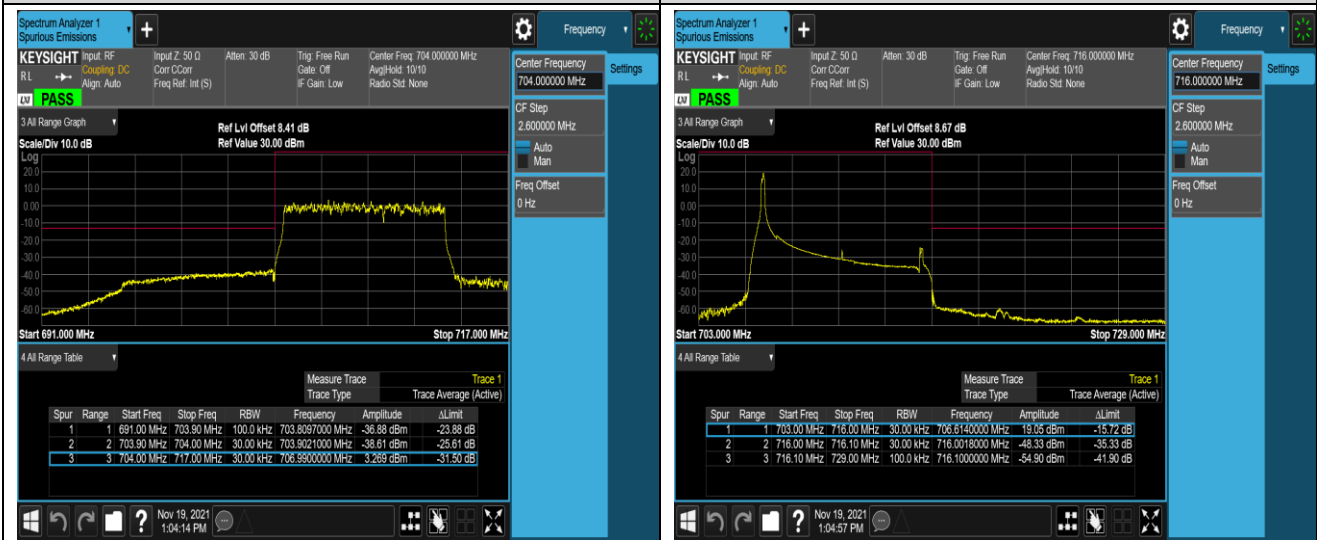 Spectrum Analyzer 1
Spurious Emissions
Frequency
KEYSIGHT Input: RF Input Z: 50 Ω Atten: 30 dB Trig: Free Run Center Freq: 704.000000 MHz
Coupling: DC Corr CCorr Gate: Off Avg|Hold: 10/10
R L Align: Auto Freq Ref: Int (S) IF Gain: Low Radio Std: None
LXI PASS
Center Frequency
704.000000 MHz
Settings
CF Step
2.600000 MHz
Auto
Man
Freq Offset
0 Hz
3 All Range Graph
Ref Lvl Offset 8.41 dB
Scale/Div 10.0 dB Ref Value 30.00 dBm
Log
20.0
10.0
0.00
-10.0
-20.0
-30.0
-40.0
-50.0
-60.0
Start 691.000 MHz Stop 717.000 MHz
4 All Range Table
Measure Trace Trace 1
Trace Type Trace Average (Active)
Spur Range Start Freq Stop Freq RBW Frequency Amplitude ΔLimit
1 1 691.00 MHz 703.90 MHz 100.0 kHz 703.8097000 MHz -36.88 dBm -23.88 dB
2 2 703.90 MHz 704.00 MHz 30.00 kHz 703.9021000 MHz -38.61 dBm -25.61 dB
3 3 704.00 MHz 717.00 MHz 30.00 kHz 706.9900000 MHz 3.269 dBm -31.50 dB
? Nov 19, 2021
1:04:14 PM
Spectrum Analyzer 1
Spurious Emissions
Frequency
KEYSIGHT Input: RF Input Z: 50 Ω Atten: 30 dB Trig: Free Run Center Freq: 716.000000 MHz
Coupling: DC Corr CCorr Gate: Off Avg|Hold: 10/10
R L Align: Auto Freq Ref: Int (S) IF Gain: Low Radio Std: None
LXI PASS
Center Frequency
716.000000 MHz
Settings
CF Step
2.600000 MHz
Auto
Man
Freq Offset
0 Hz
3 All Range Graph
Ref Lvl Offset 8.67 dB
Scale/Div 10.0 dB Ref Value 30.00 dBm
Log
20.0
10.0
0.00
-10.0
-20.0
-30.0
-40.0
-50.0
-60.0
Start 703.000 MHz Stop 729.000 MHz
4 All Range Table
Measure Trace Trace 1
Trace Type Trace Average (Active)
Spur Range Start Freq Stop Freq RBW Frequency Amplitude ΔLimit
1 1 703.00 MHz 716.00 MHz 30.00 kHz 706.6140000 MHz 19.05 dBm -15.72 dB
2 2 716.00 MHz 716.10 MHz 30.00 kHz 716.0018000 MHz -48.33 dBm -35.33 dB
3 3 716.10 MHz 729.00 MHz 100.0 kHz 716.1000000 MHz -54.90 dBm -41.90 dB
? Nov 19, 2021
1:04:57 PM